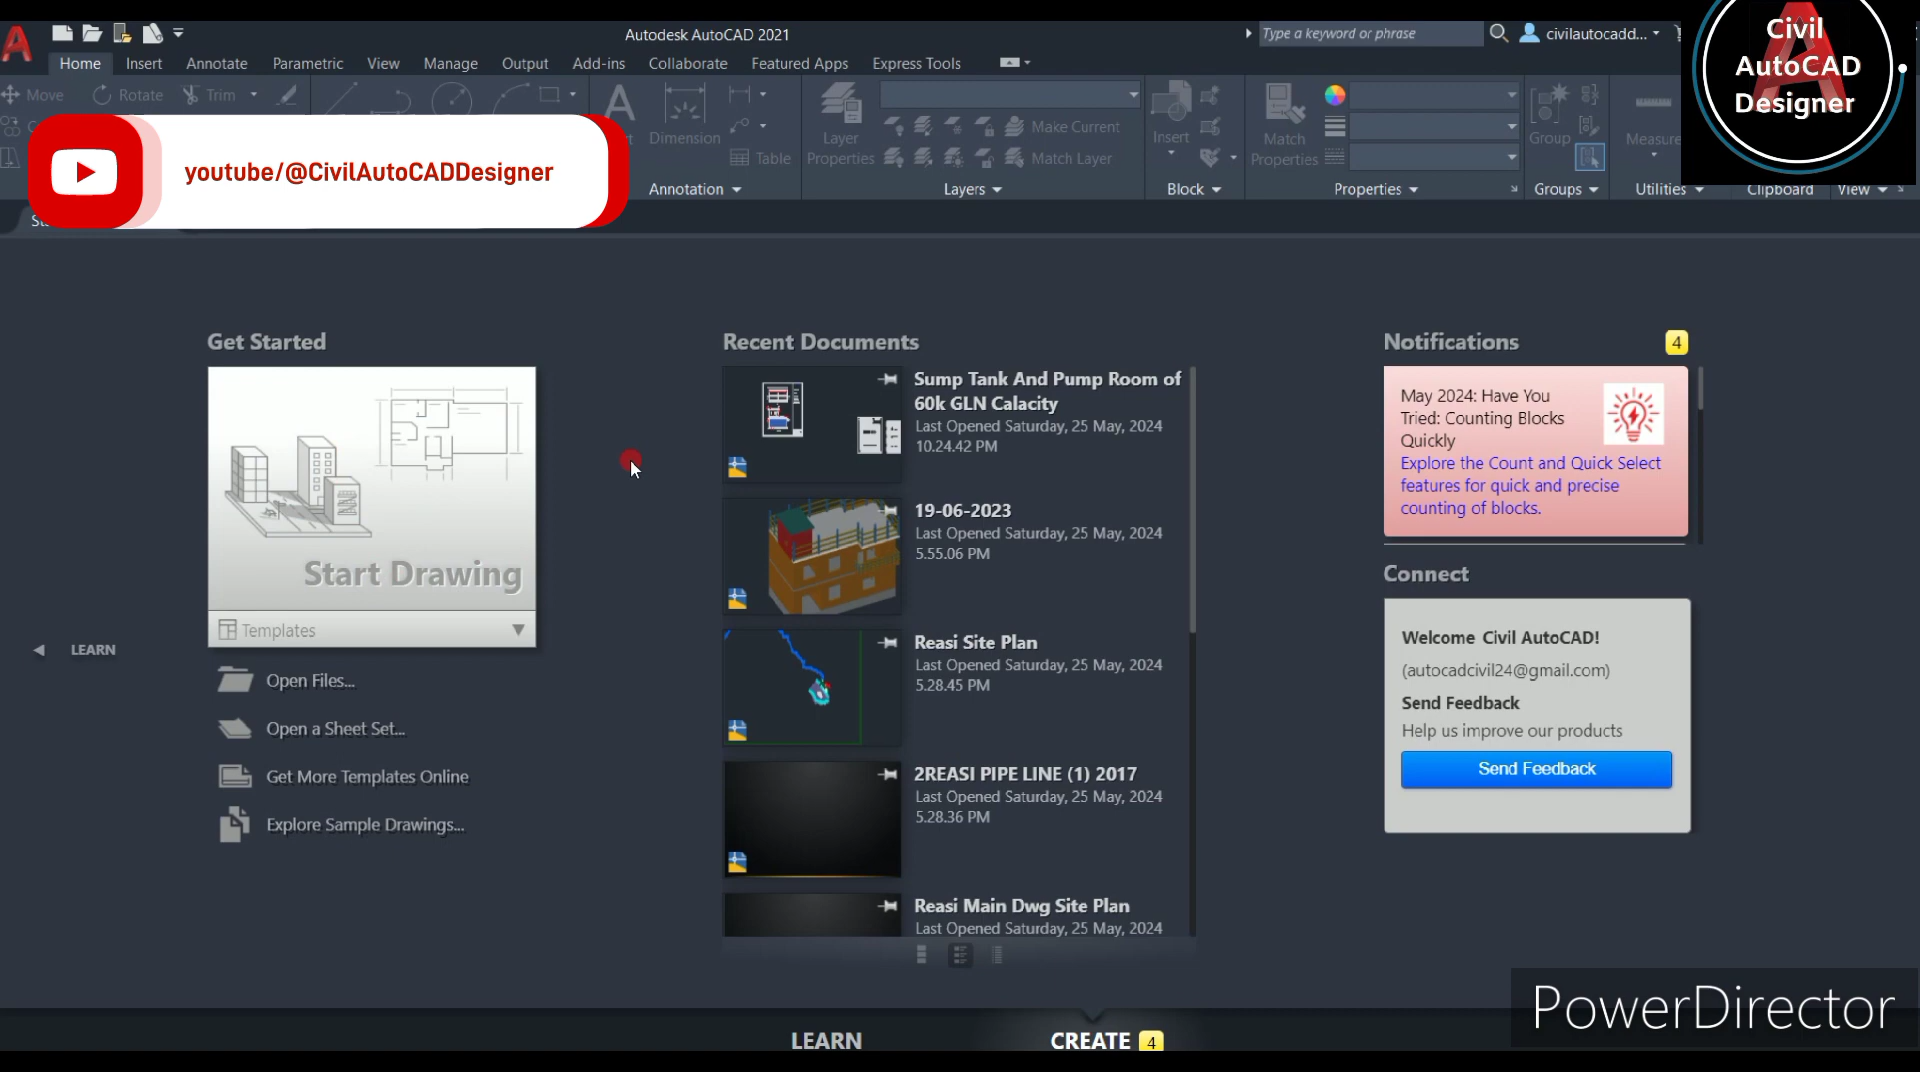 Autodesk AutoCAD 2021
Type a keyword or phrase
civilautocadd...
Civil
AutoCAD
Designer
Home
Insert
Annotate
Parametric
View
Manage
Output
Add-ins
Collaborate
Featured Apps
Express Tools
Move
Rotate
Trim
Dimension
Table
Layer
Properties
Make Current
Match Layer
Insert
Match
Properties
Group
Measure
youtube/@CivilAutoCADDesigner
Annotation
Layers
Block
Properties
Groups
Utilities
Clipboard
View
Get Started
Start Drawing
Templates
Open Files...
Open a Sheet Set...
Get More Templates Online
Explore Sample Drawings...
LEARN
Recent Documents
Sump Tank And Pump Room of
60k GLN Calacity
Last Opened Saturday, 25 May, 2024
10.24.42 PM
19-06-2023
Last Opened Saturday, 25 May, 2024
5.55.06 PM
Reasi Site Plan
Last Opened Saturday, 25 May, 2024
5.28.45 PM
2REASI PIPE LINE (1) 2017
Last Opened Saturday, 25 May, 2024
5.28.36 PM
Reasi Main Dwg Site Plan
Last Opened Saturday, 25 May, 2024
Notifications
4
May 2024: Have You
Tried: Counting Blocks
Quickly
Explore the Count and Quick Select
features for quick and precise
counting of blocks.
Connect
Welcome Civil AutoCAD!
(autocadcivil24@gmail.com)
Send Feedback
Help us improve our products
Send Feedback
PowerDirector
LEARN
CREATE 4